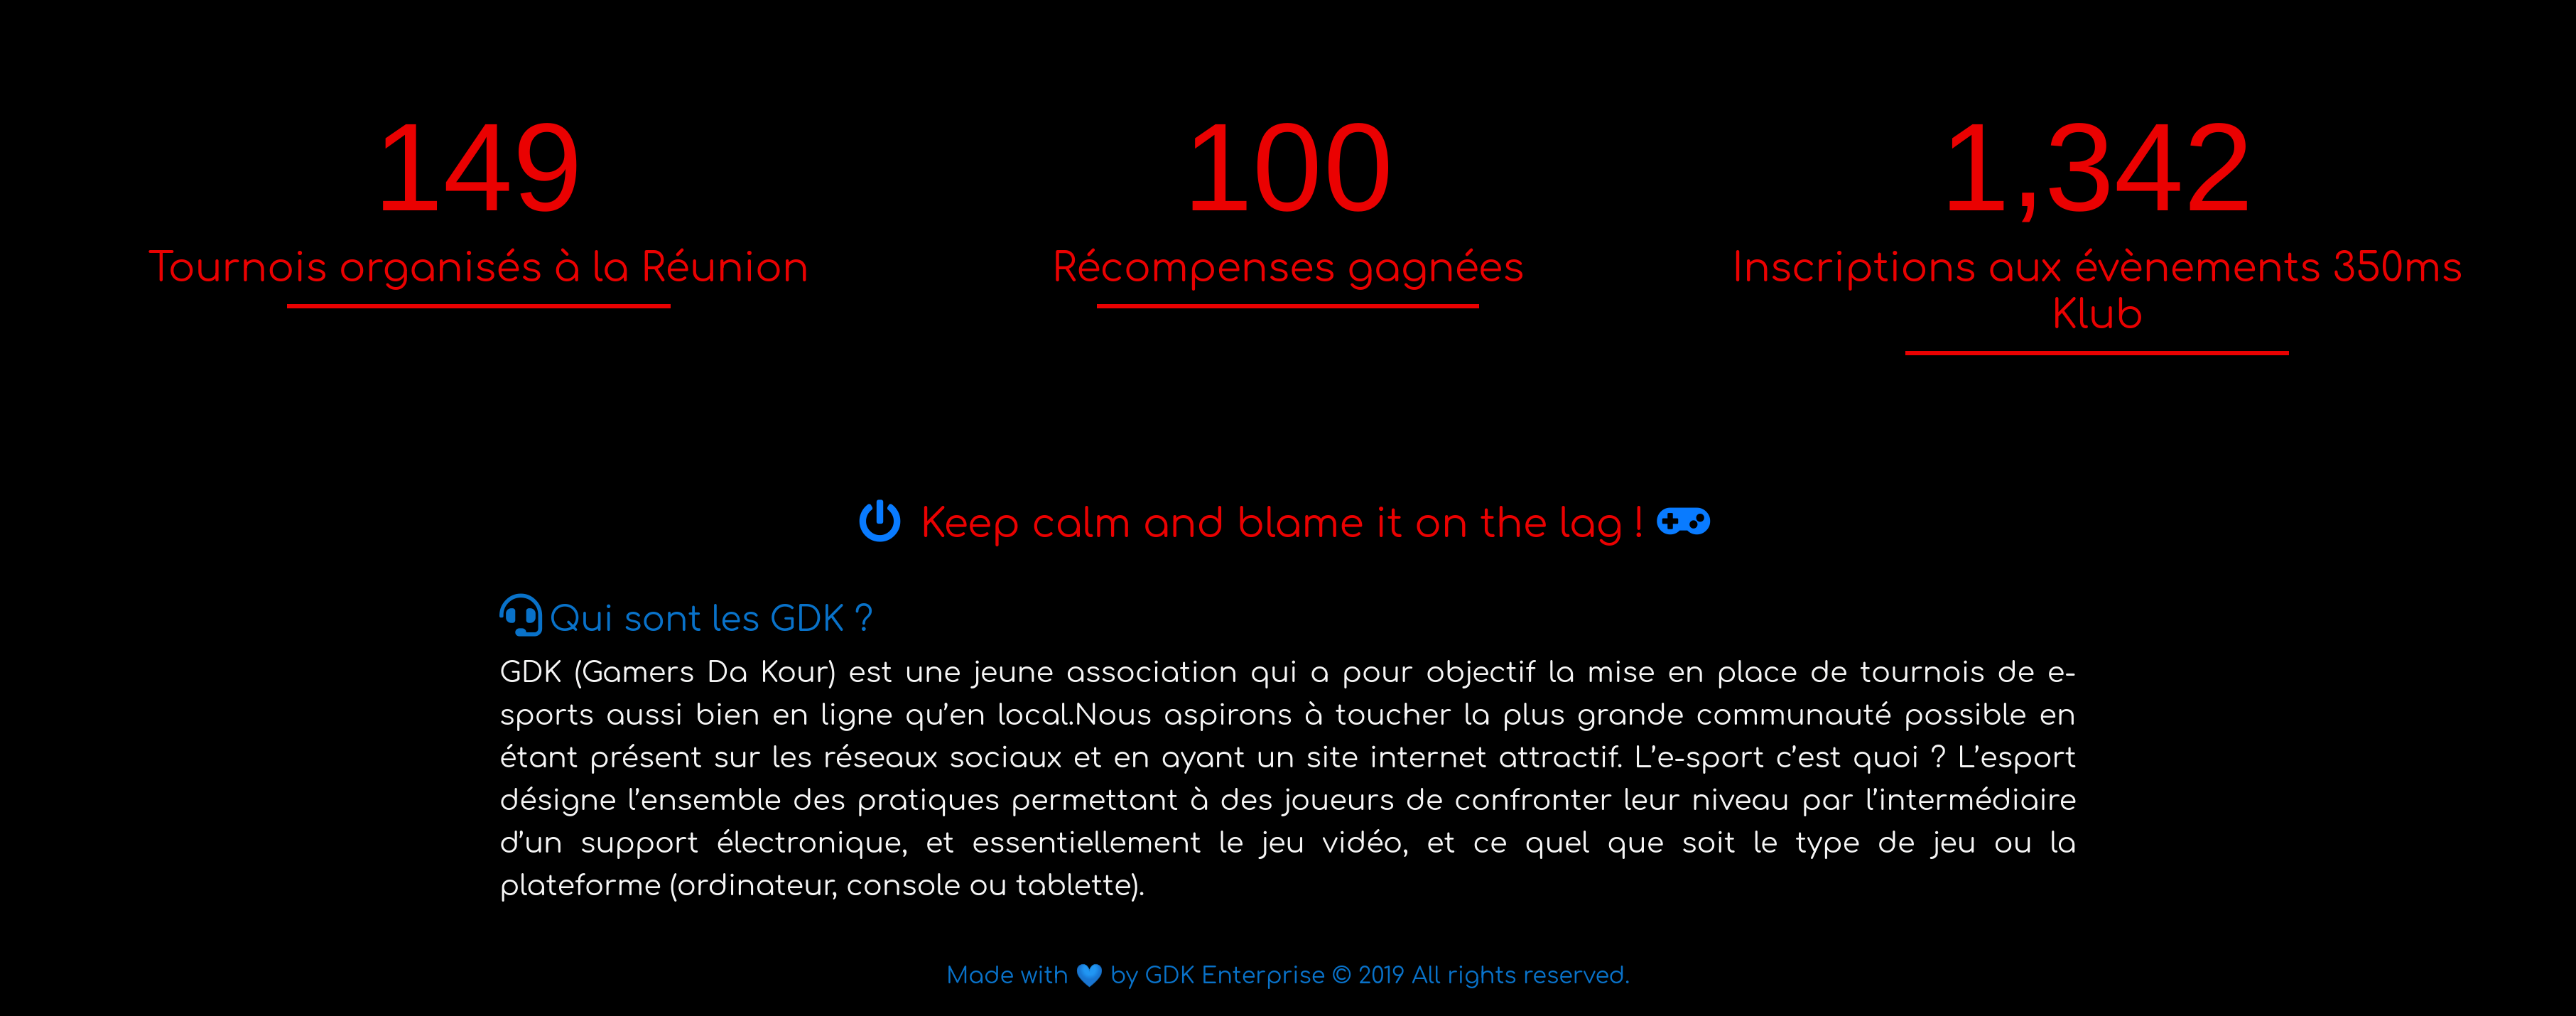 149
Tournois organisés à la Réunion
100
Récompenses gagnées
1,342
Inscriptions aux évènements 350ms
Klub
Keep calm and blame it on the lag !
Qui sont les GDK ?
GDK (Gamers Da Kour) est une jeune association qui a pour objectif la mise en place de tournois de e-
sports aussi bien en ligne qu’en local.Nous aspirons à toucher la plus grande communauté possible en
étant présent sur les réseaux sociaux et en ayant un site internet attractif. L’e-sport c’est quoi ? L’esport
désigne l’ensemble des pratiques permettant à des joueurs de confronter leur niveau par l’intermédiaire
d’un support électronique, et essentiellement le jeu vidéo, et ce quel que soit le type de jeu ou la
plateforme (ordinateur, console ou tablette).
Made with 💙 by GDK Enterprise © 2019 All rights reserved.